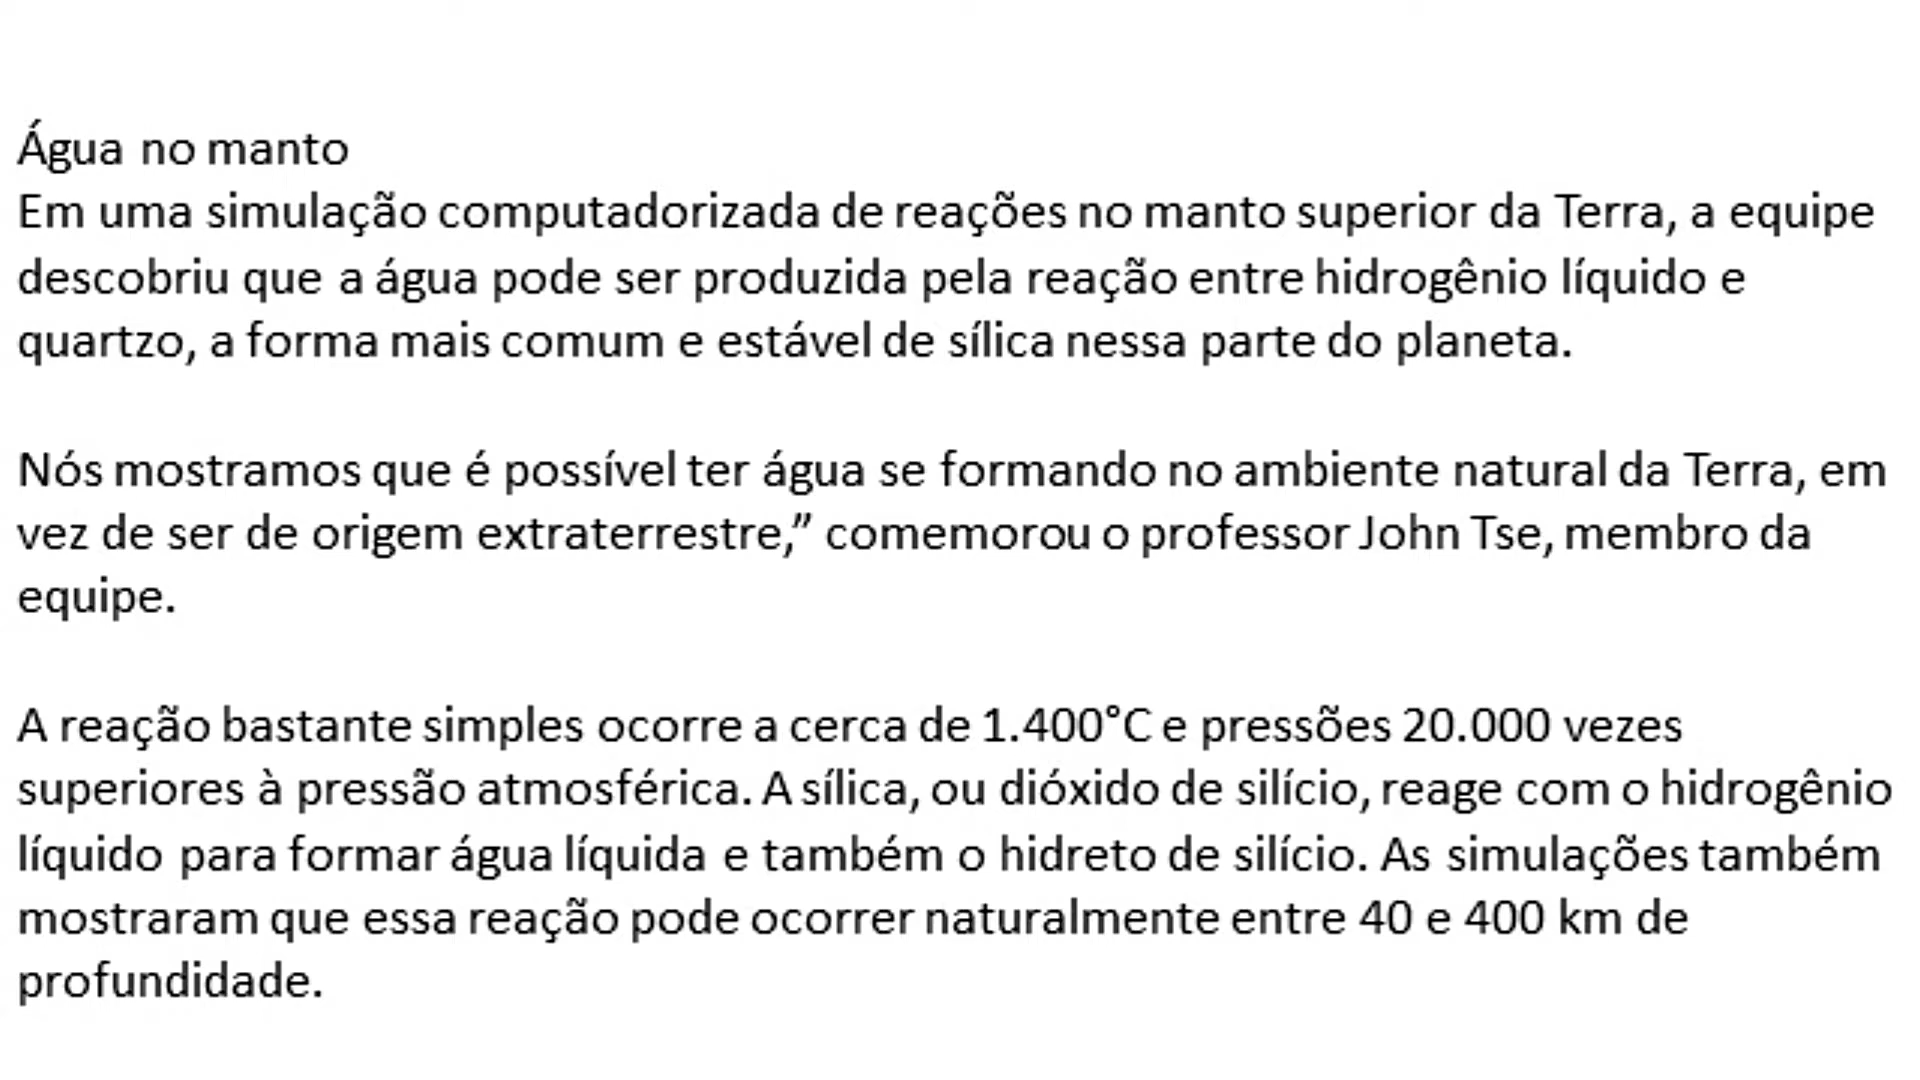 Água no manto
Em uma simulação computadorizada de reações no manto superior da Terra, a equipe
descobriu que a água pode ser produzida pela reação entre hidrogênio líquido e
quartzo, a forma mais comum e estável de sílica nessa parte do planeta.
Nós mostramos que é possível ter água se formando no ambiente natural da Terra, em
vez de ser de origem extraterrestre,” comemorou o professor John Tse, membro da
equipe.
A reação bastante simples ocorre a cerca de 1.400°C e pressões 20.000 vezes
superiores à pressão atmosférica. A sílica, ou dióxido de silício, reage com o hidrogênio
líquido para formar água líquida e também o hidreto de silício. As simulações também
mostraram que essa reação pode ocorrer naturalmente entre 40 e 400 km de
profundidade.